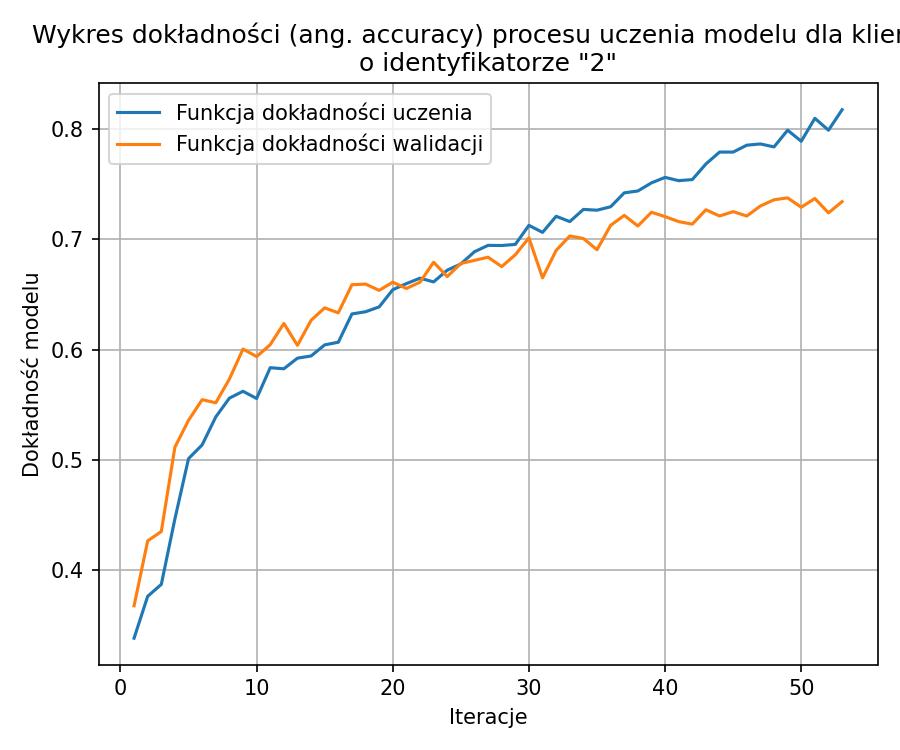 Wykres dokładności (ang. accuracy) procesu uczenia modelu dla
o identyfikatorze "2"
Funkcja dokładności uczenia
Funkcja dokładności walidacji
Dokładność modelu
0.8
0.7
0.6
0.5
0.4
0 10 20 30 40 50
Iteracje